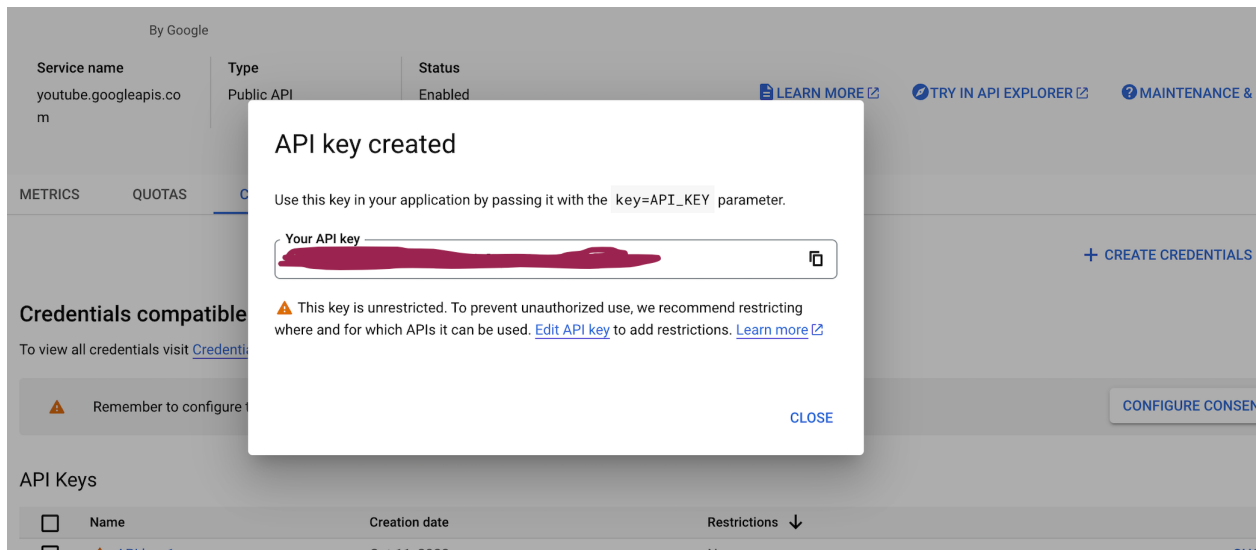 By Google
Service name
Type
Status
youtube.googleapis.co
m
Public API
Enabled
LEARN MORE
TRY IN API EXPLORER
MAINTENANCE &
API key created
METRICS
QUOTAS
C
Use this key in your application by passing it with the key=API_KEY parameter.
Your API key
+ CREATE CREDENTIALS
This key is unrestricted. To prevent unauthorized use, we recommend restricting
where and for which APIs it can be used. Edit API key to add restrictions. Learn more
Credentials compatible
To view all credentials visit Credentia
Remember to configure t
CONFIGURE CONSEN
CLOSE
API Keys
Name
Creation date
Restrictions